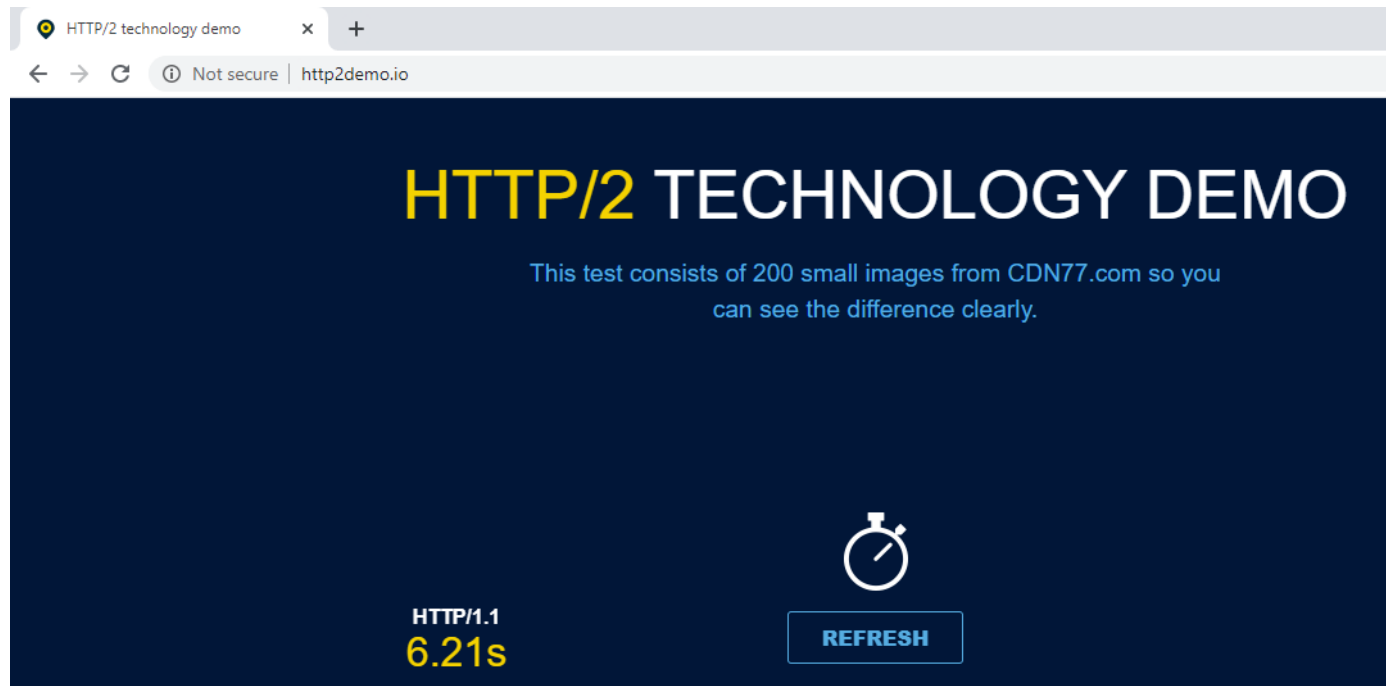 HTTP/2 technology demo
Not secure | http2demo.io
HTTP/2 TECHNOLOGY DEMO
This test consists of 200 small images from CDN77.com so you
can see the difference clearly.
HTTP/1.1
6.21s
REFRESH